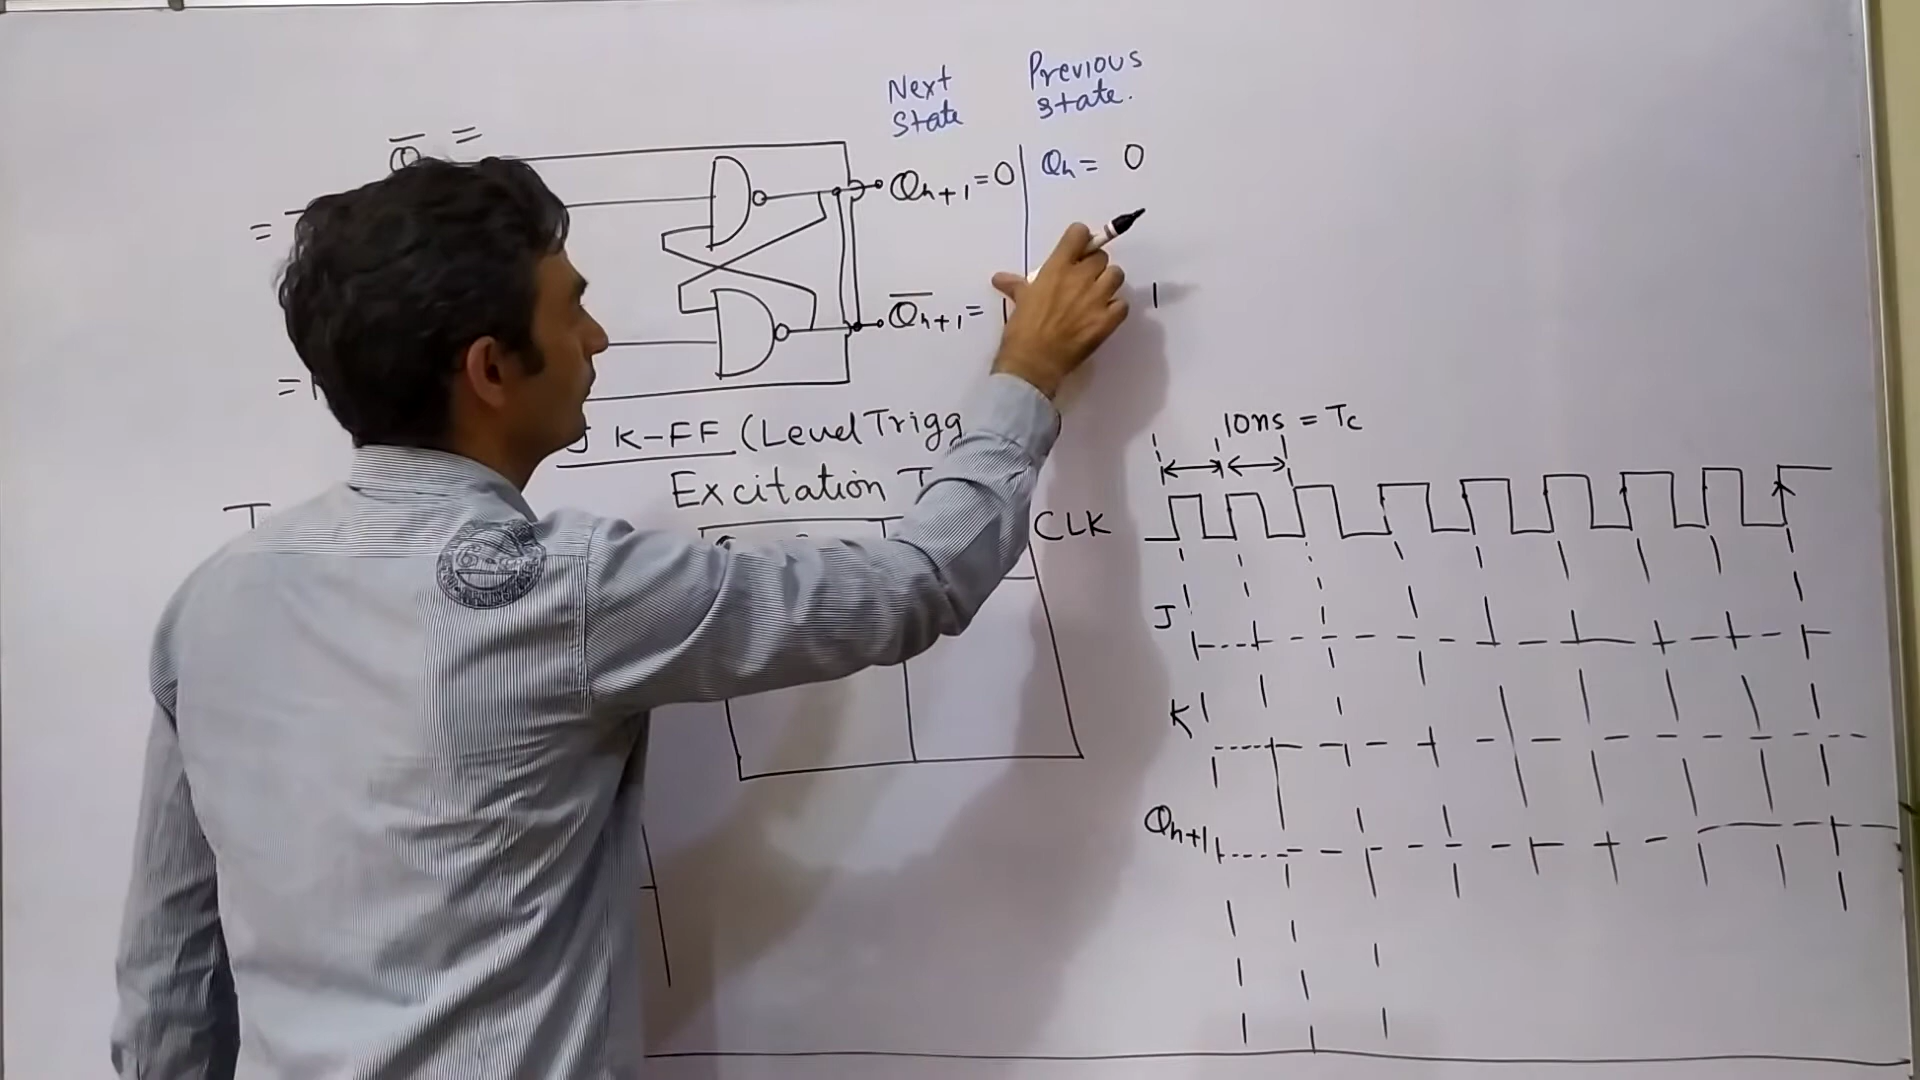 Next
State
Previous
state.
Q̅ =
=
Qn+1 = 0
Qn = 0
=
Q̅n+1 = 1
1
J K-FF (Level Trigg
Excitation T
10ns = Tc
CLK
J
K
Qn+1